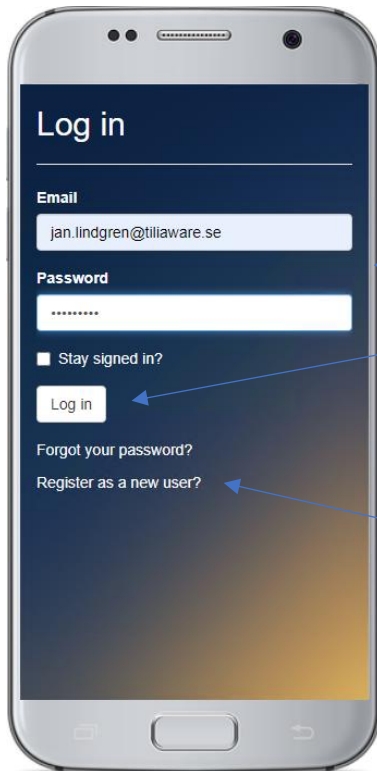 Log in
Email
jan.lindgren@tiliaware.se
Password
•••••••••
Stay signed in?
Log in
Forgot your password?
Register as a new user?